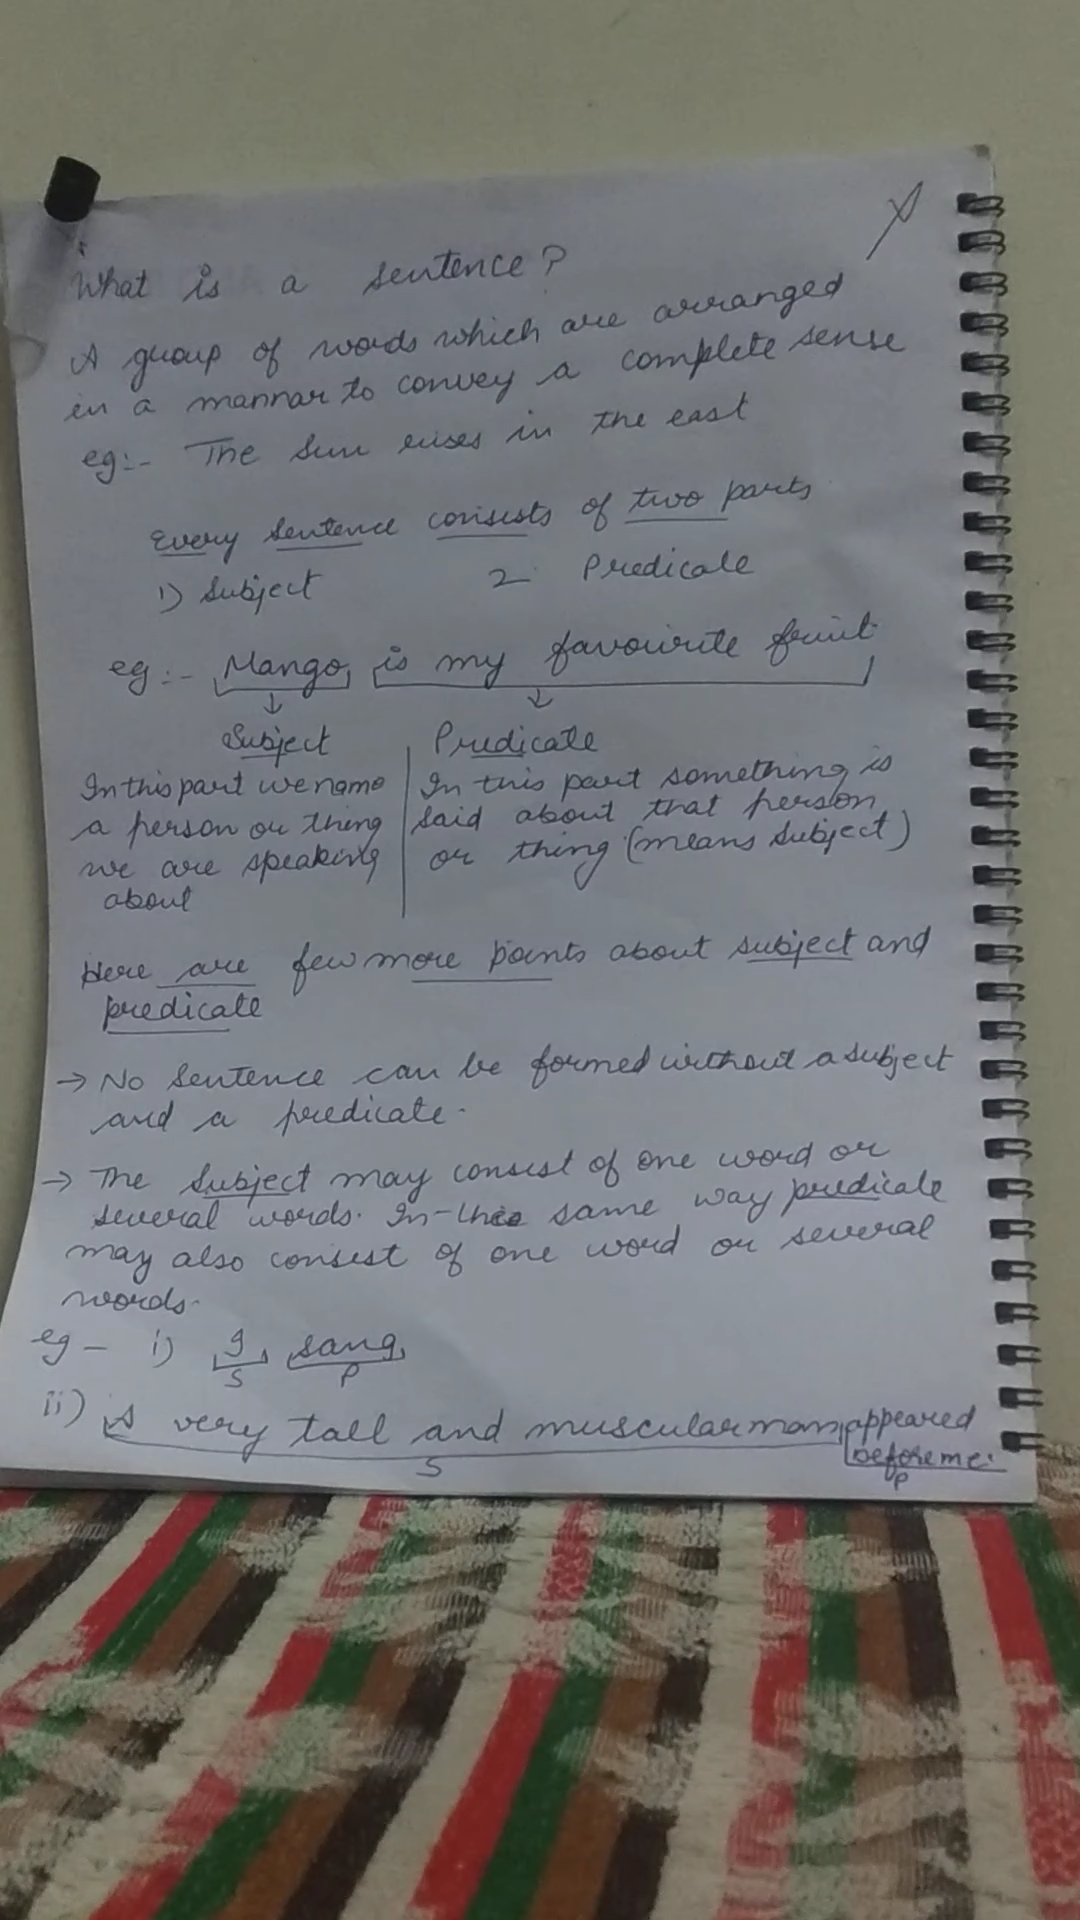 What is a sentence?
A group of words which are arranged
in a mannar to convey a complete sense
eg:- The Sun rises in the east
Every Sentence consists of two parts
1) Subject 2 Predicate
eg:- Mango is my favourite fruit
Subject Predicate
In this part we name
a person or thing
we are speaking
about
In this part something is
said about that person
or thing (means subject)
Here are few more points about subject and
predicate
→ No Sentence can be formed without a subject
and a predicate.
→ The Subject may consist of one word or
several words. In the same way predicate
may also consist of one word or several
words.
eg - i) I sang
S P
ii) A very tall and muscular man appeared
before me.
S P